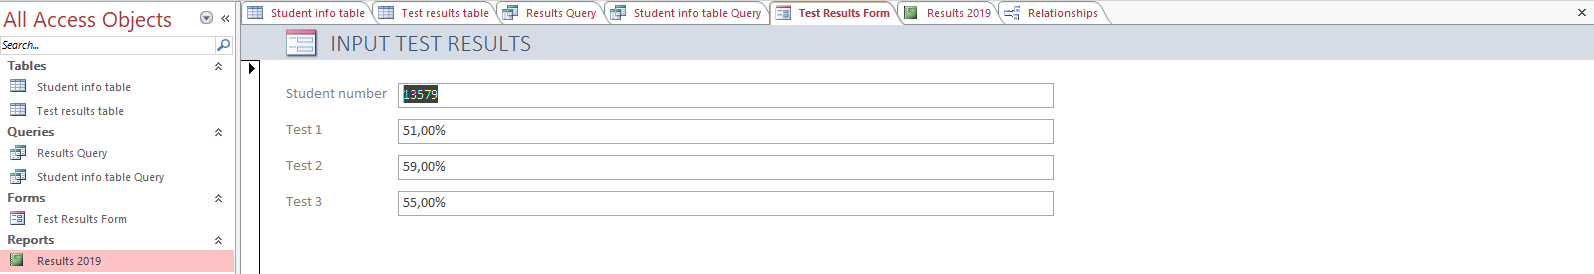 All Access Objects
Search...
Tables
Student info table
Test results table
Queries
Results Query
Student info table Query
Forms
Test Results Form
Reports
Results 2019
Student info table
Test results table
Results Query
Student info table Query
Test Results Form
Results 2019
Relationships
INPUT TEST RESULTS
Student number 13579
Test 1 51,00%
Test 2 59,00%
Test 3 55,00%